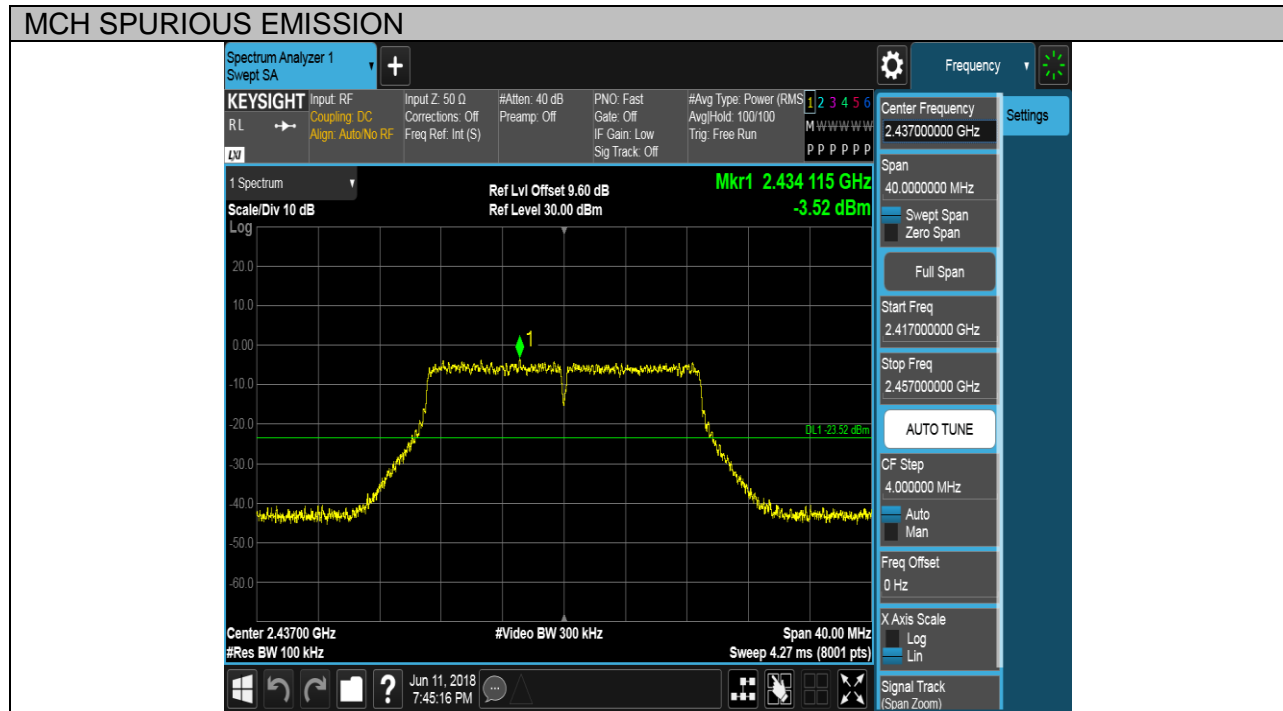 MCH SPURIOUS EMISSION
Spectrum Analyzer 1
Swept SA
+
Frequency
KEYSIGHT
RL
LXI
Input: RF
Coupling: DC
Align: Auto/No RF
Input Z: 50 Ω
Corrections: Off
Freq Ref: Int (S)
#Atten: 40 dB
Preamp: Off
PNO: Fast
Gate: Off
IF Gain: Low
Sig Track: Off
#Avg Type: Power (RMS
Avg|Hold: 100/100
Trig: Free Run
1 2 3 4 5 6
M W W W W W
P P P P P P
1 Spectrum
Scale/Div 10 dB
Ref Lvl Offset 9.60 dB
Ref Level 30.00 dBm
Mkr1 2.434 115 GHz
-3.52 dBm
Log
20.0
10.0
0.00
-10.0
-20.0
-30.0
-40.0
-50.0
-60.0
1
DL1 -23.52 dBm
Center 2.43700 GHz
#Res BW 100 kHz
#Video BW 300 kHz
Span 40.00 MHz
Sweep 4.27 ms (8001 pts)
?
Jun 11, 2018
7:45:16 PM
Center Frequency
2.437000000 GHz
Span
40.0000000 MHz
Swept Span
Zero Span
Full Span
Start Freq
2.417000000 GHz
Stop Freq
2.457000000 GHz
AUTO TUNE
CF Step
4.000000 MHz
Auto
Man
Freq Offset
0 Hz
X Axis Scale
Log
Lin
Signal Track
(Span Zoom)
Settings